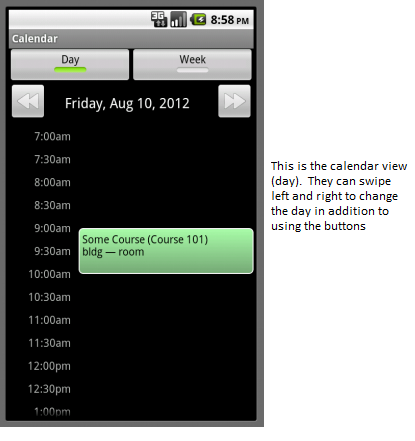 3G 8:58 PM
Calendar
Day Week
Friday, Aug 10, 2012
7:00am
7:30am
8:00am
8:30am
9:00am
Some Course (Course 101)
9:30am bldg — room
10:00am
10:30am
11:00am
11:30am
12:00pm
12:30pm
1:00pm
This is the calendar view
(day).  They can swipe
left and right to change
the day in addition to
using the buttons